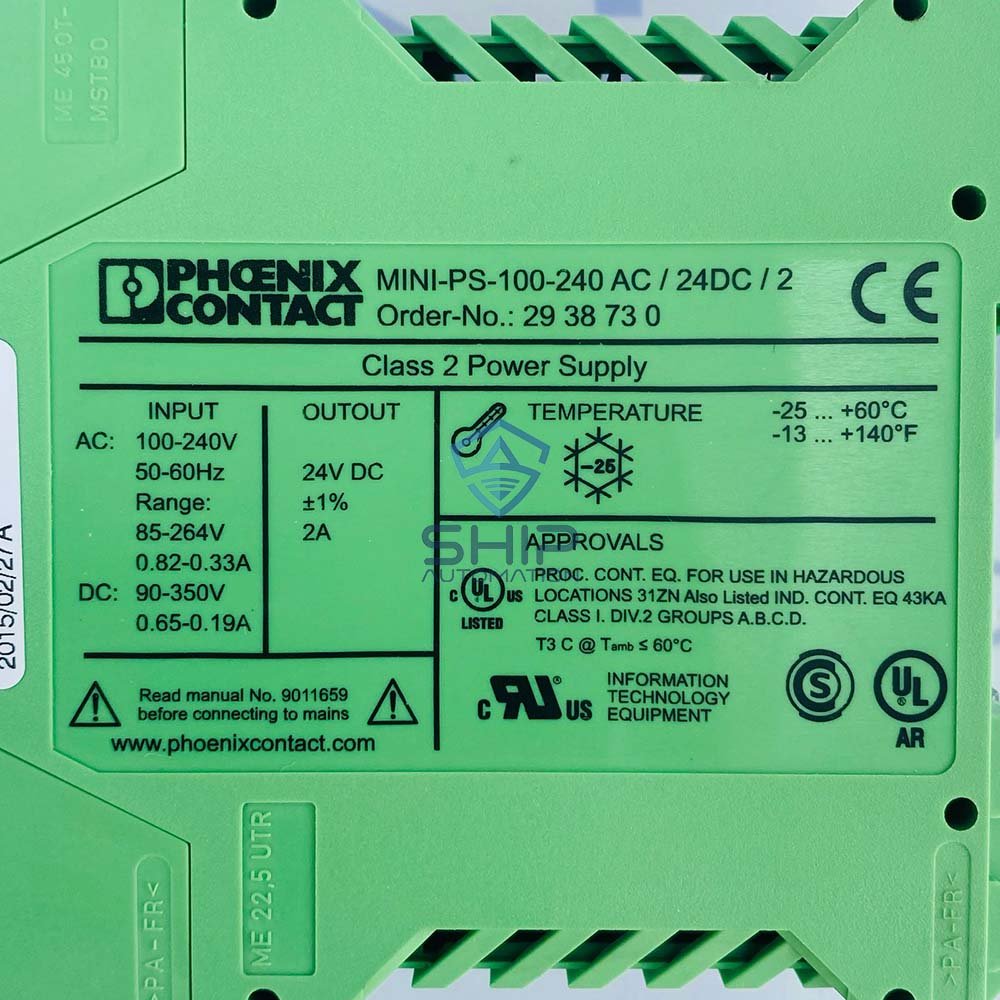 ME 45 OT-
MSTBO
PHŒNIX
CONTACT
MINI-PS-100-240 AC / 24DC / 2
Order-No.: 29 38 73 0
CE
Class 2 Power Supply
INPUT
AC: 100-240V
50-60Hz
Range:
85-264V
0.82-0.33A
DC: 90-350V
0.65-0.19A
OUTOUT
24V DC
±1%
2A
TEMPERATURE -25 ... +60°C
-13 ... +140°F
-25
SHIP
AUTOMATION
APPROVALS
C UL US
LISTED
PROC. CONT. EQ. FOR USE IN HAZARDOUS
LOCATIONS 31ZN Also Listed IND. CONT. EQ 43KA
CLASS I. DIV.2 GROUPS A.B.C.D.
T3 C @ Tamb ≤ 60°C
C RU ® US
INFORMATION
TECHNOLOGY
EQUIPMENT
S
UL
®
AR
Read manual No. 9011659
before connecting to mains
www.phoenixcontact.com
2015/02/27A
ME 22,5 UTR
>PA-FR<
>PA-FR<